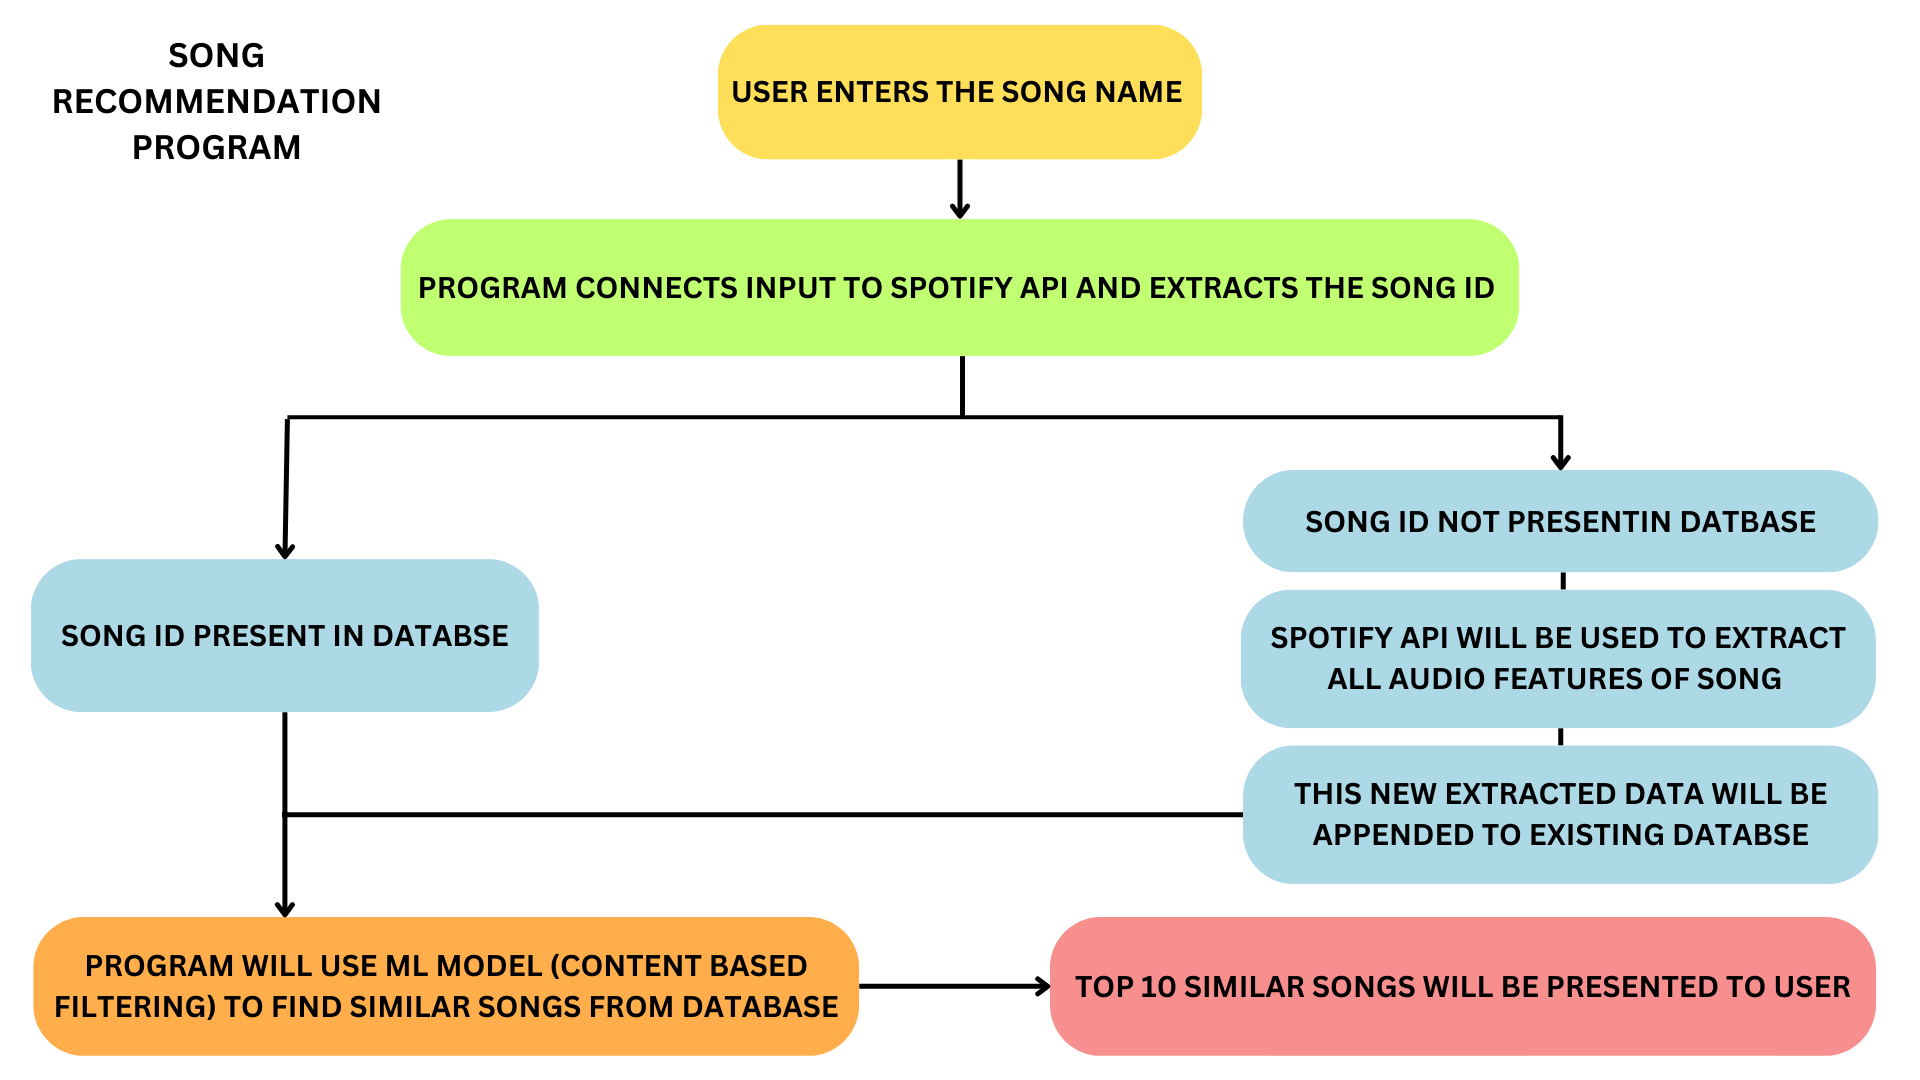 SONG
RECOMMENDATION
PROGRAM
USER ENTERS THE SONG NAME
PROGRAM CONNECTS INPUT TO SPOTIFY API AND EXTRACTS THE SONG ID
SONG ID NOT PRESENTIN DATBASE
SONG ID PRESENT IN DATABSE
SPOTIFY API WILL BE USED TO EXTRACT
ALL AUDIO FEATURES OF SONG
THIS NEW EXTRACTED DATA WILL BE
APPENDED TO EXISTING DATABSE
PROGRAM WILL USE ML MODEL (CONTENT BASED
FILTERING) TO FIND SIMILAR SONGS FROM DATABASE
TOP 10 SIMILAR SONGS WILL BE PRESENTED TO USER